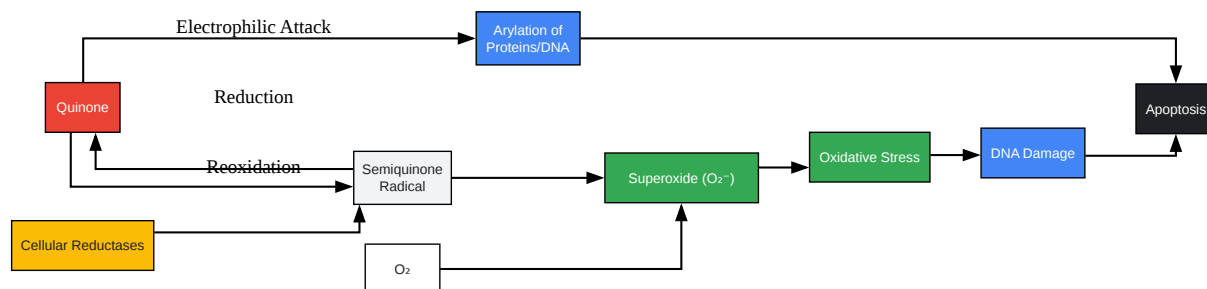 Electrophilic Attack
Arylation of
Proteins/DNA
Quinone
Reduction
Apoptosis
Reoxidation
Semiquinone
Radical
Superoxide (O₂⁻)
Oxidative Stress
DNA Damage
Cellular Reductases
O₂